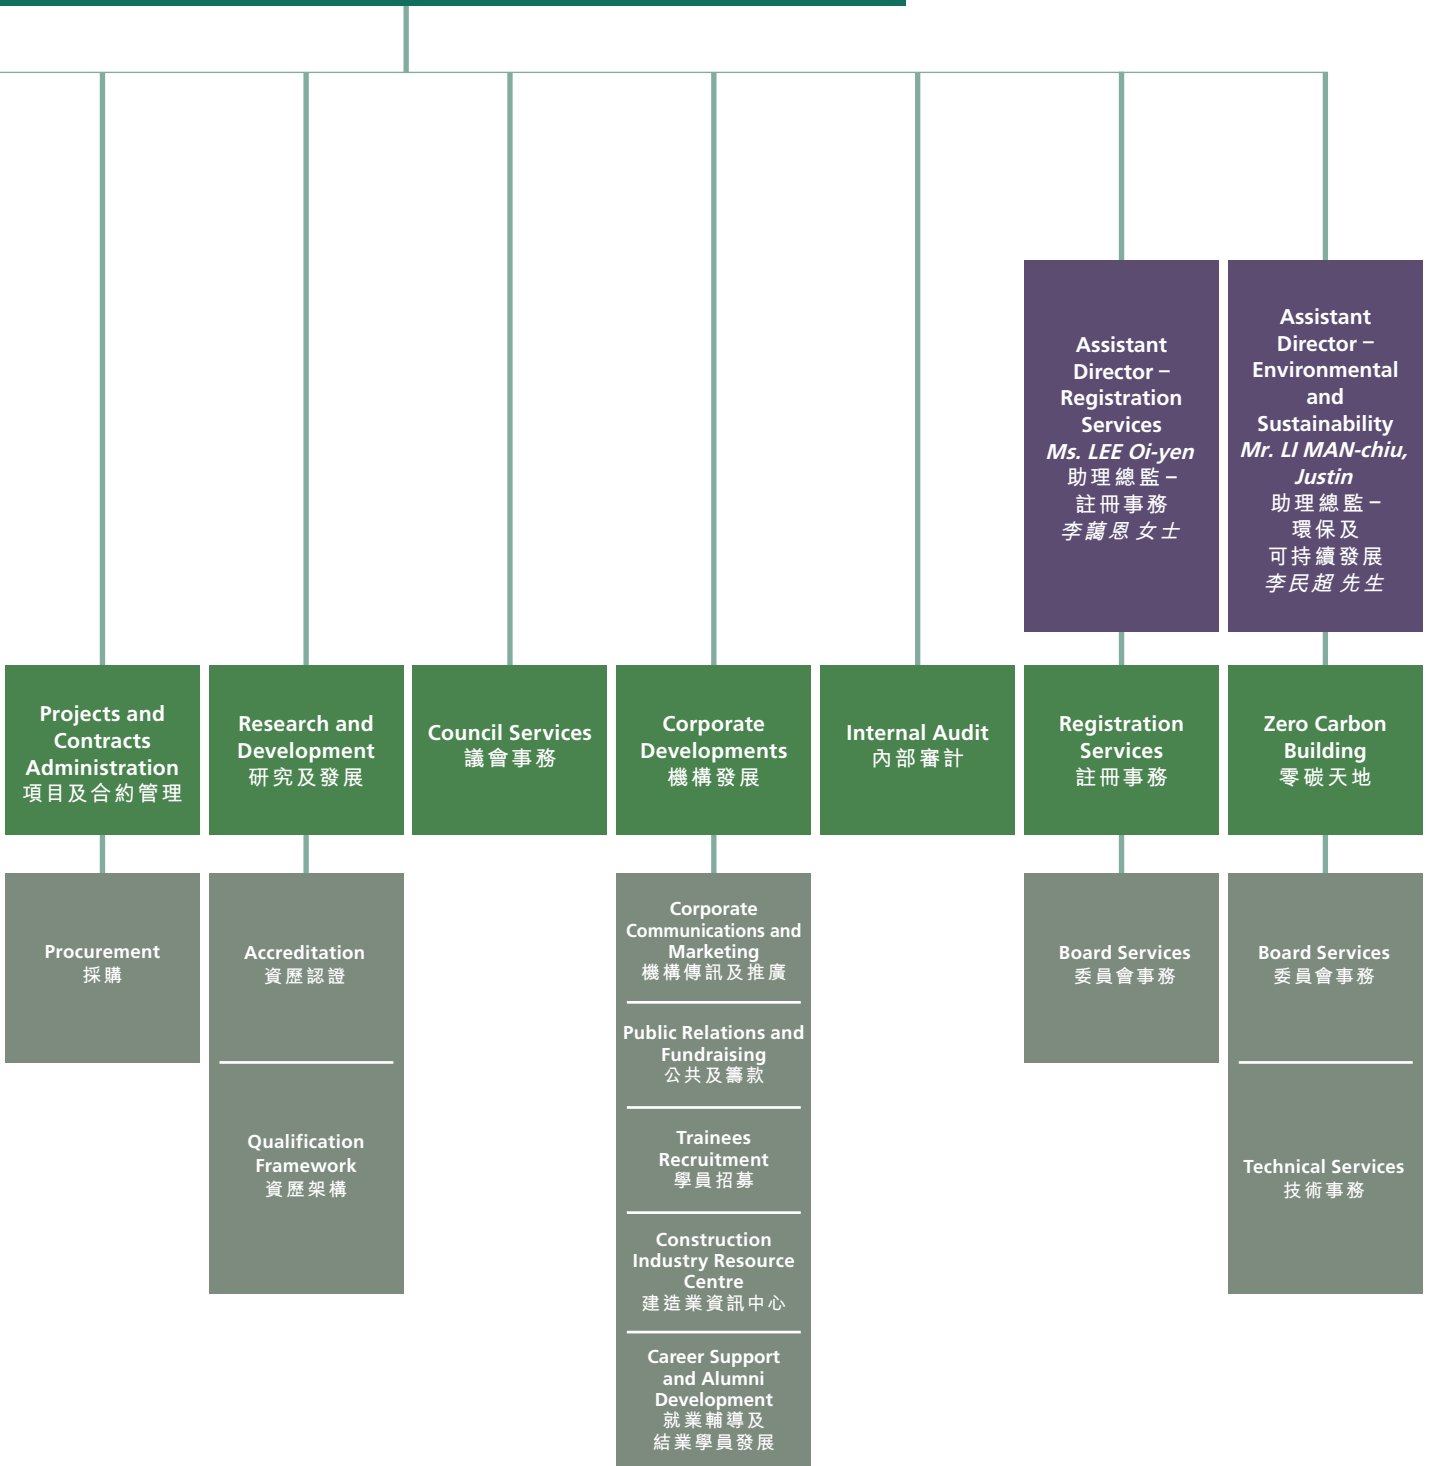 Assistant
Director –
Registration
Services
Ms. LEE Oi-yen
助理總監 –
註冊事務
李藹恩 女士
Assistant
Director –
Environmental
and
Sustainability
Mr. LI MAN-chiu,
Justin
助理總監 –
環保及
可持續發展
李民超 先生
Projects and
Contracts
Administration
項目及合約管理
Research and
Development
研究及發展
Council Services
議會事務
Corporate
Developments
機構發展
Internal Audit
內部審計
Registration
Services
註冊事務
Zero Carbon
Building
零碳天地
Procurement
採購
Accreditation
資歷認證
Qualification
Framework
資歷架構
Corporate
Communications and
Marketing
機構傳訊及推廣
Public Relations and
Fundraising
公共及籌款
Trainees
Recruitment
學員招募
Construction
Industry Resource
Centre
建造業資訊中心
Career Support
and Alumni
Development
就業輔導及
結業學員發展
Board Services
委員會事務
Board Services
委員會事務
Technical Services
技術事務